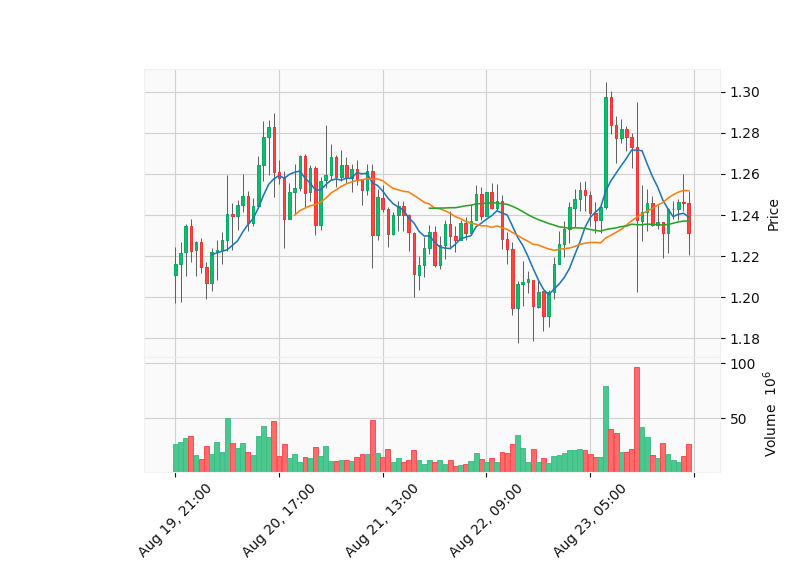 1.30
1.28
1.26
1.24
1.22
1.20
1.18
Price
100
50
Volume 10^6
Aug 19, 21:00
Aug 20, 17:00
Aug 21, 13:00
Aug 22, 09:00
Aug 23, 05:00